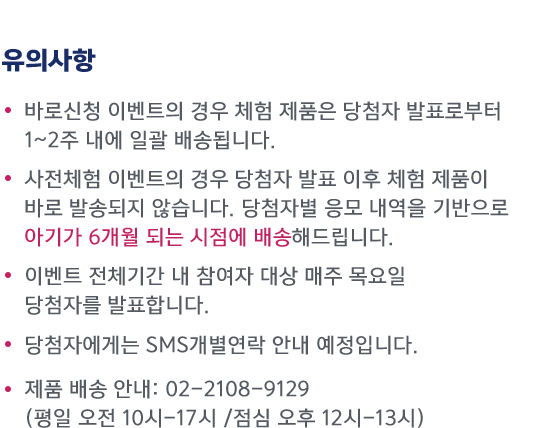 유의사항
• 바로신청 이벤트의 경우 체험 제품은 당첨자 발표로부터
1~2주 내에 일괄 배송됩니다.
• 사전체험 이벤트의 경우 당첨자 발표 이후 체험 제품이
바로 발송되지 않습니다. 당첨자별 응모 내역을 기반으로
아기가 6개월 되는 시점에 배송해드립니다.
• 이벤트 전체기간 내 참여자 대상 매주 목요일
당첨자를 발표합니다.
• 당첨자에게는 SMS개별연락 안내 예정입니다.
• 제품 배송 안내: 02-2108-9129
(평일 오전 10시-17시 /점심 오후 12시-13시)